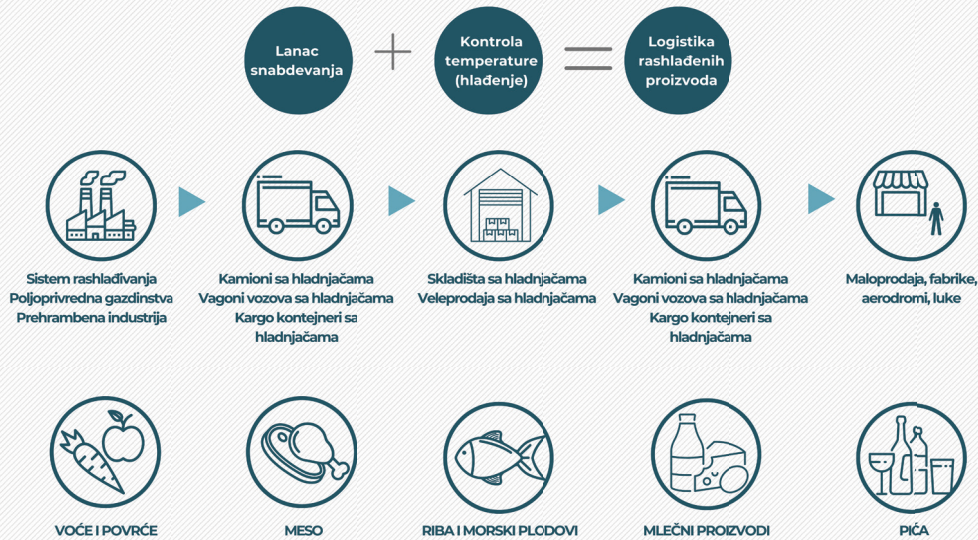 Lanac
snabdevanja
Kontrola
temperature
(hlađenje)
Logistika
rashlađenih
proizvoda
Sistem rashlađivanja
Poljoprivredna gazdinstva
Prehrambena industrija
Kamioni sa hladnjačama
Vagoni vozova sa hladnjačama
Kargo kontejneri sa
hladnjačama
Skladišta sa hladnjačama
Veleprodaja sa hladnjačama
Kamioni sa hladnjačama
Vagoni vozova sa hladnjačama
Kargo kontejneri sa
hladnjačama
Maloprodaja, fabrike,
aerodromi, luke
VOĆE I POVRĆE
MESO
RIBA I MORSKI PLODOVI
MLEČNI PROIZVODI
PIĆA